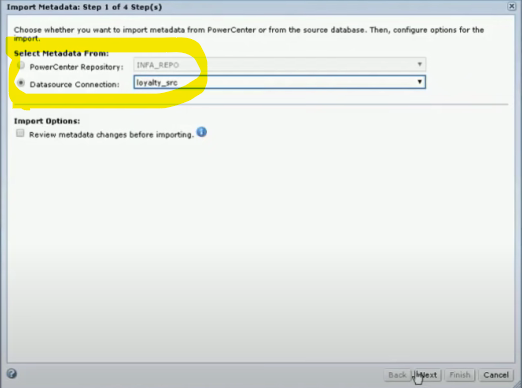 Import Metadata: Step 1 of 4 Step(s)
Choose whether you want to import metadata from PowerCenter or from the source database. Then, configure options for the
import.
Select Metadata From:
PowerCenter Repository: INFA_REPO
Datasource Connection: loyalty_src
Import Options:
Review metadata changes before importing.
Back Next Finish Cancel